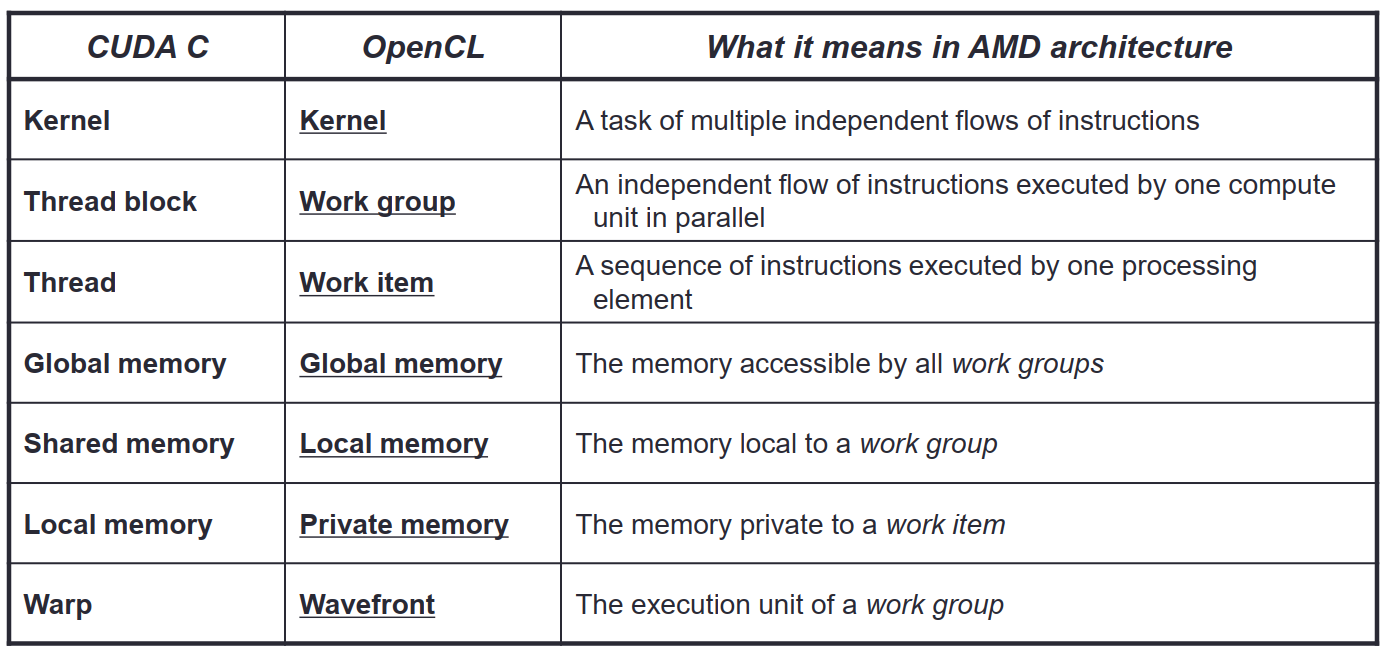 CUDA C OpenCL What it means in AMD architecture
Kernel Kernel A task of multiple independent flows of instructions
Thread block Work group An independent flow of instructions executed by one compute
unit in parallel
Thread Work item A sequence of instructions executed by one processing
element
Global memory Global memory The memory accessible by all work groups
Shared memory Local memory The memory local to a work group
Local memory Private memory The memory private to a work item
Warp Wavefront The execution unit of a work group